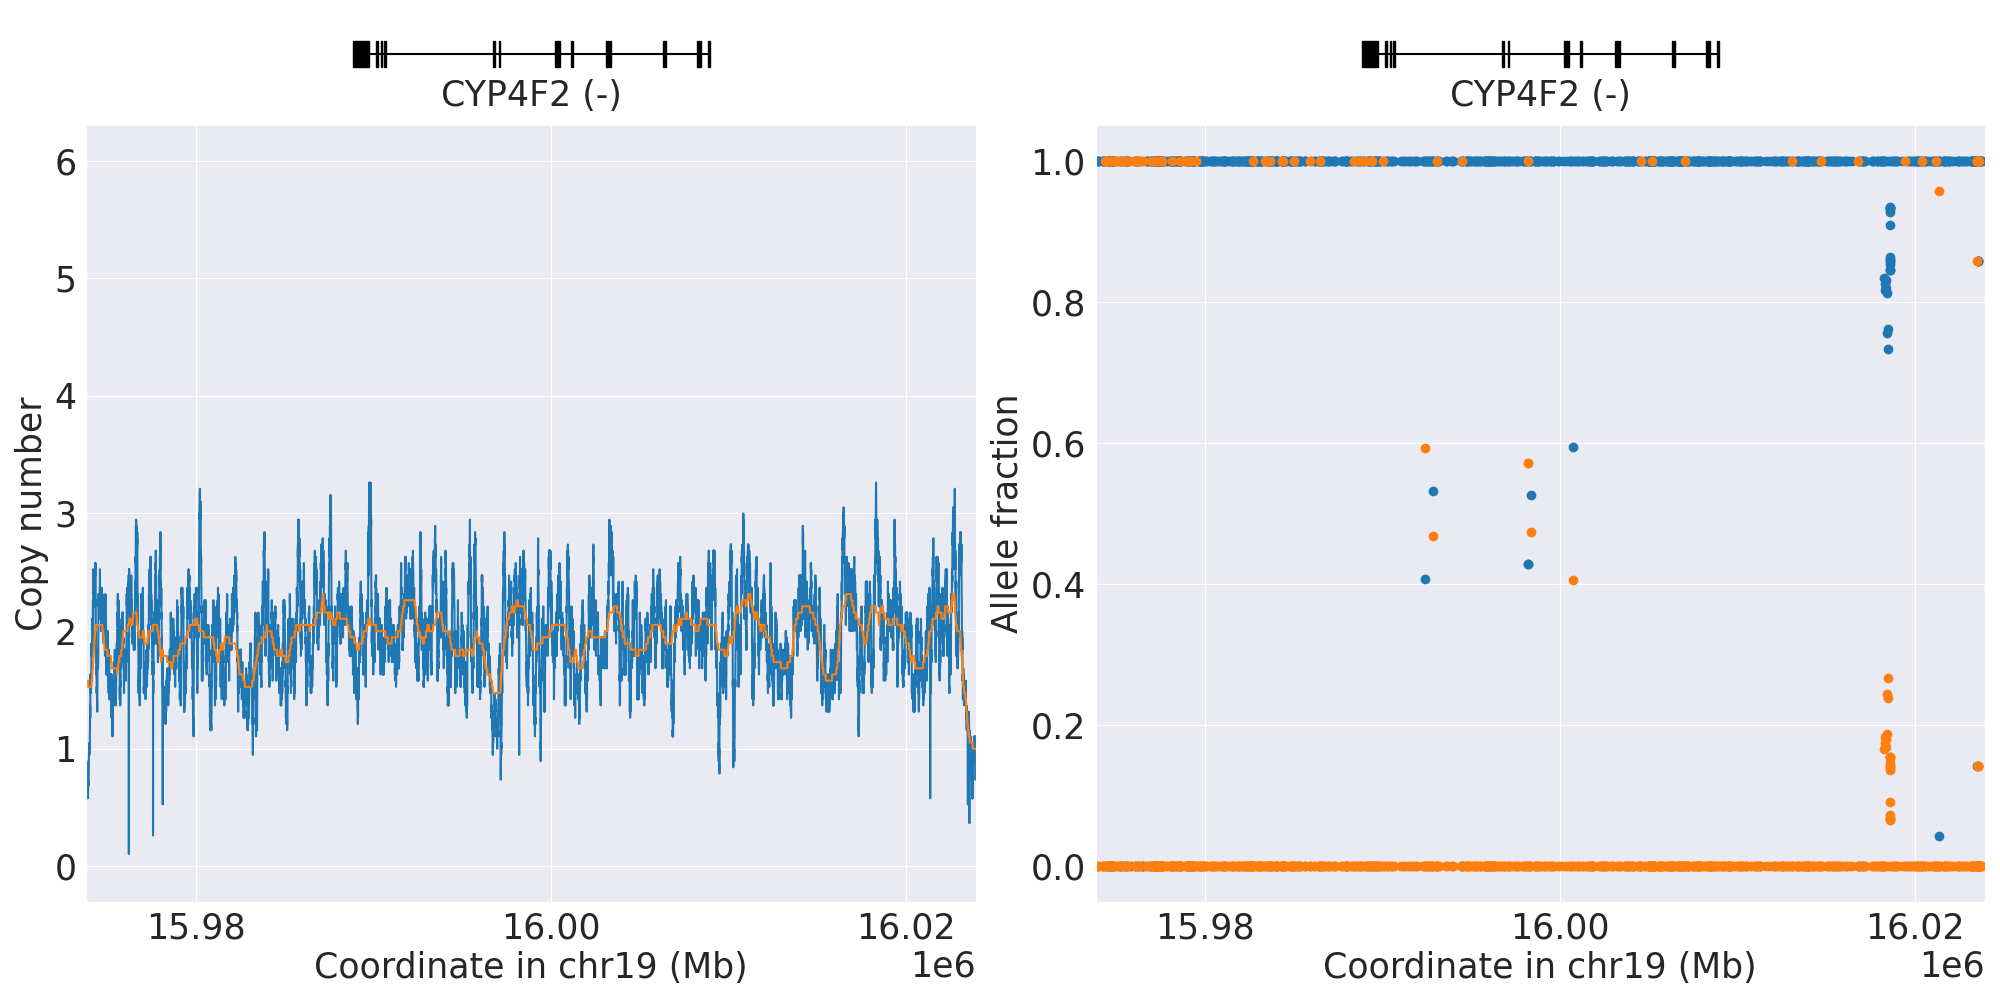 CYP4F2 (-)
6
5
4
3
2
1
0
Copy number
15.98
16.00
16.02
Coordinate in chr19 (Mb)
1e6
CYP4F2 (-)
1.0
0.8
0.6
0.4
0.2
0.0
Allele fraction
15.98
16.00
16.02
Coordinate in chr19 (Mb)
1e6